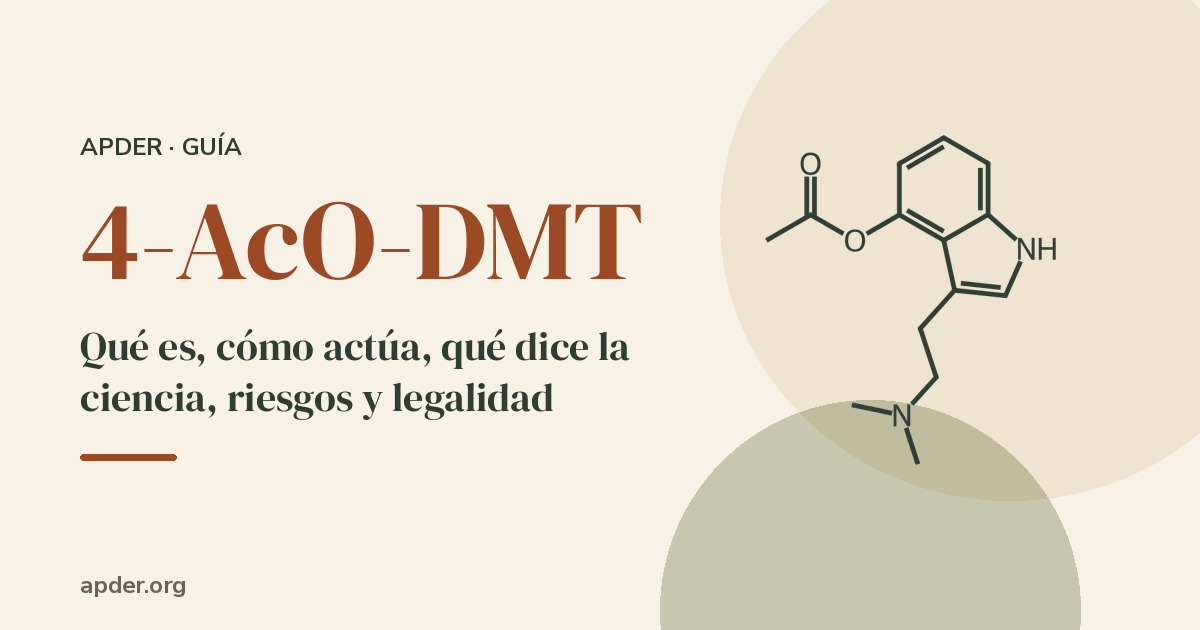 APDER · GUÍA
4-AcO-DMT
Qué es, cómo actúa, qué dice la
ciencia, riesgos y legalidad
apder.org
O
O
NH
N